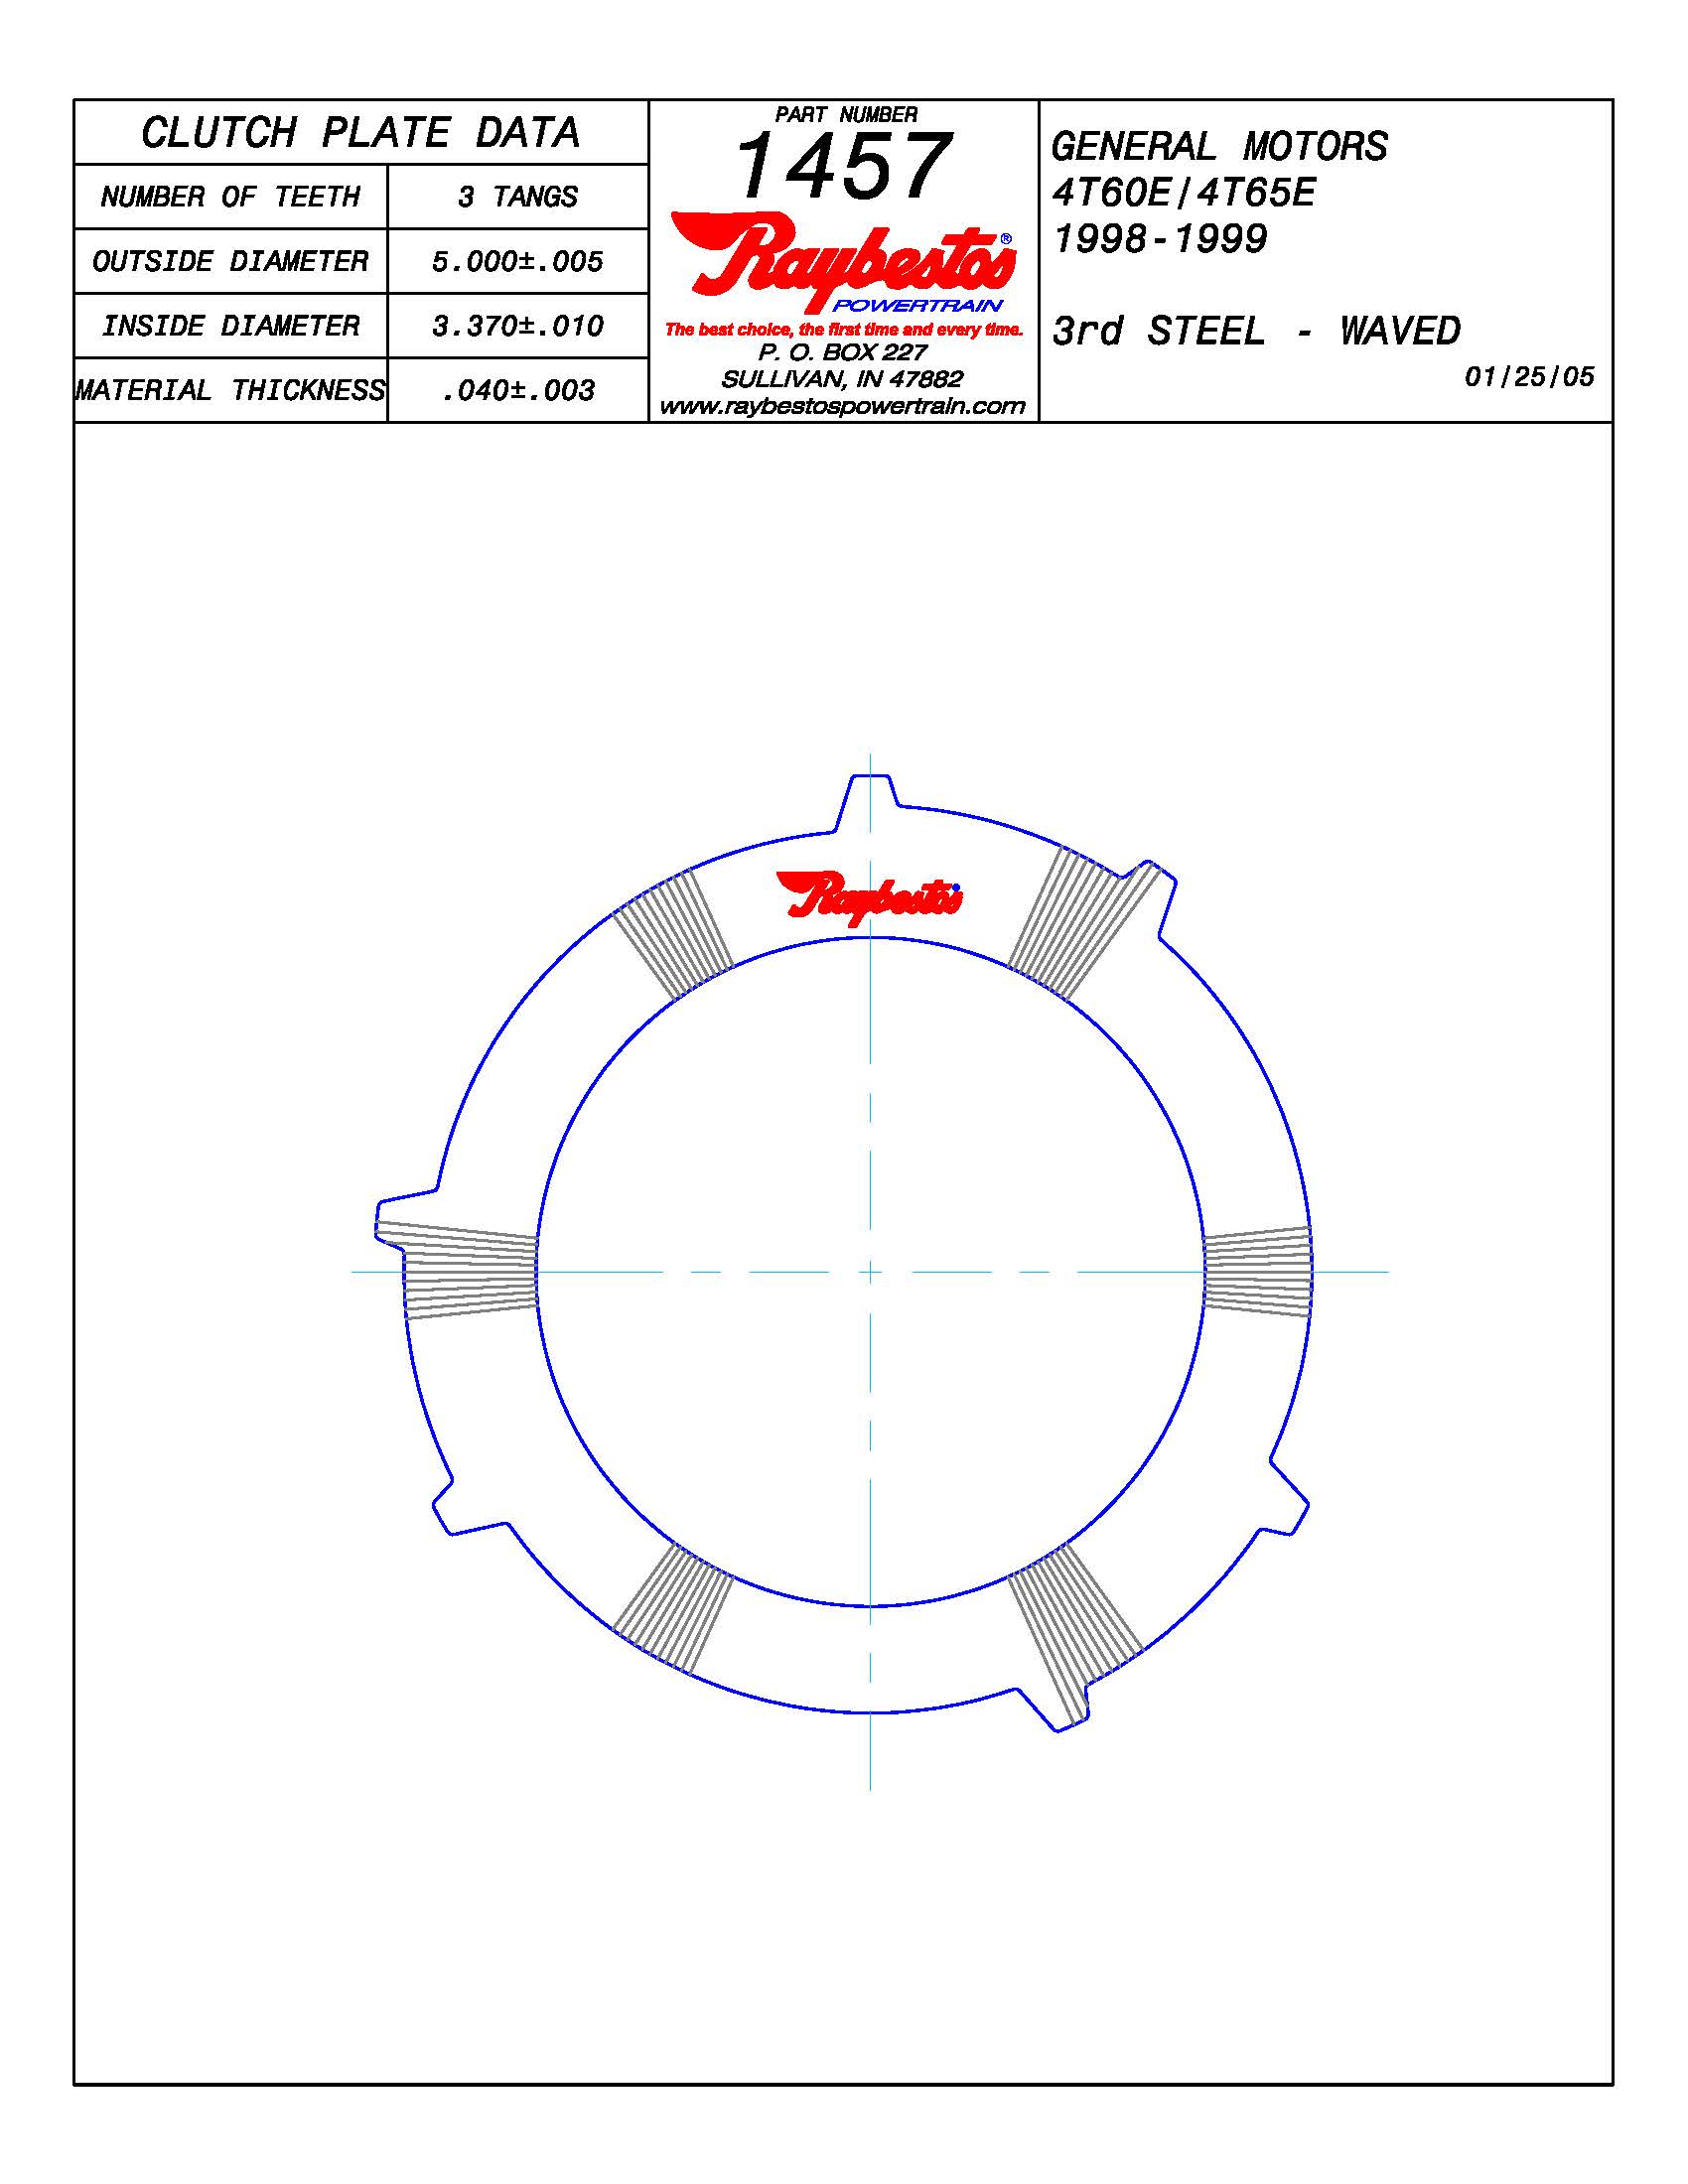 CLUTCH PLATE DATA
NUMBER OF TEETH 3 TANGS
OUTSIDE DIAMETER 5.000±.005
INSIDE DIAMETER 3.370±.010
MATERIAL THICKNESS .040±.003
PART NUMBER
1457
Raybestos®
POWERTRAIN
The best choice, the first time and every time.
P. O. BOX 227
SULLIVAN, IN 47882
www.raybestospowertrain.com
GENERAL MOTORS
4T60E/4T65E
1998-1999
3rd STEEL - WAVED
01/25/05
Raybestos